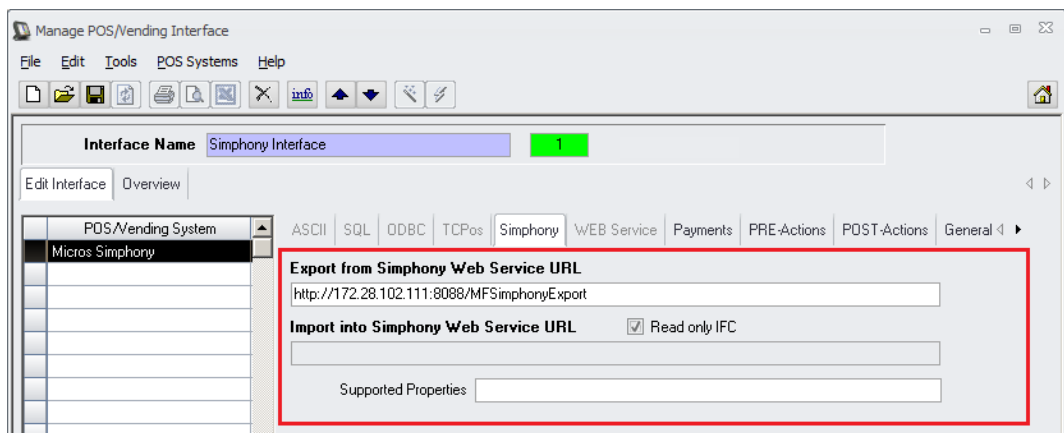 Manage POS/Vending Interface
File Edit Tools POS Systems Help
info
Interface Name Simphony Interface 1
Edit Interface Overview
POS/Vending System
Micros Simphony
ASCII SQL ODBC TCPos Simphony WEB Service Payments PRE-Actions POST-Actions General
Export from Simphony Web Service URL
http://172.28.102.111:8088/MFSimphonyExport
Import into Simphony Web Service URL Read only IFC
Supported Properties